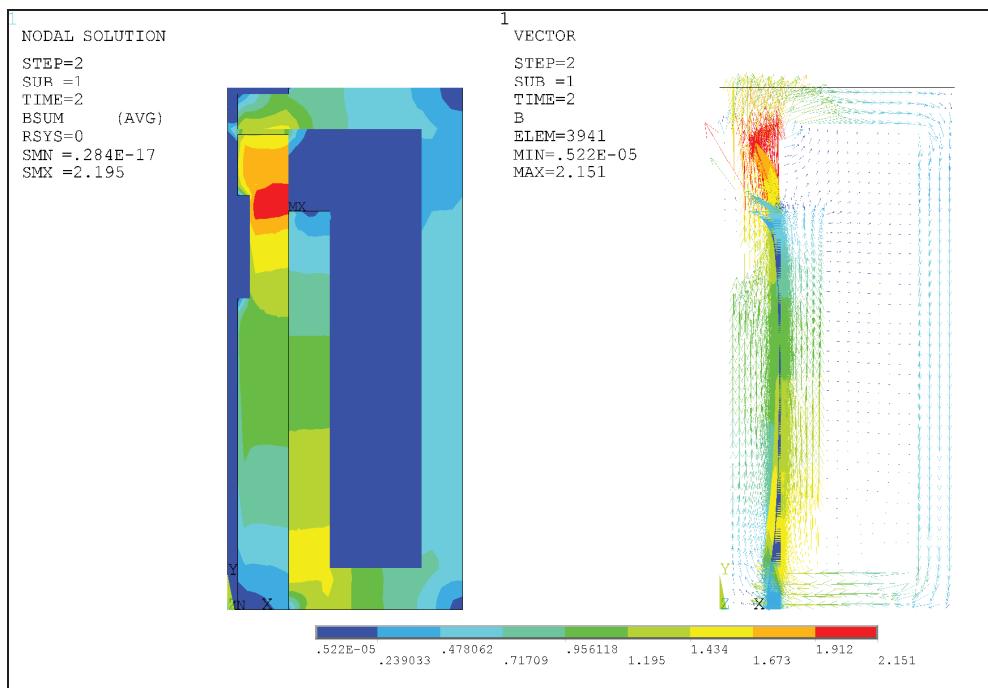 1
NODAL SOLUTION
STEP=2
SUB =1
TIME=2
BSUM (AVG)
RSYS=0
SMN =.284E-17
SMX =2.195
MX
Y
X
1
VECTOR
STEP=2
SUB =1
TIME=2
B
ELEM=3941
MIN=.522E-05
MAX=2.151
Y
Z X
.522E-05 .478062 .956118 1.434 1.912
.239033 .71709 1.195 1.673 2.151